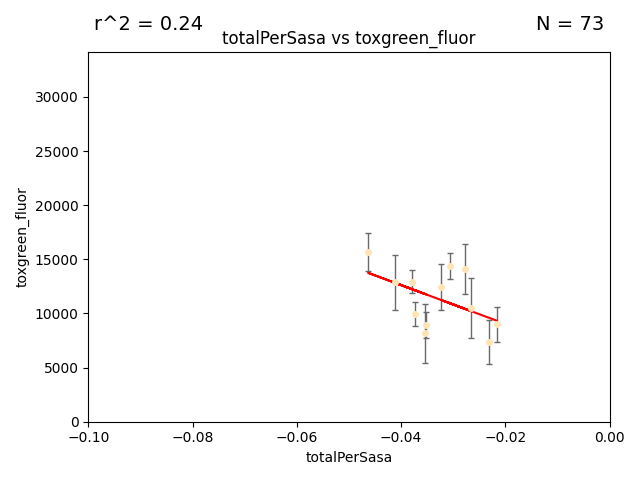 r^2 = 0.24
N = 73
totalPerSasa vs toxgreen_fluor
30000
25000
20000
15000
10000
5000
0
toxgreen_fluor
−0.10
−0.08
−0.06
−0.04
−0.02
0.00
totalPerSasa